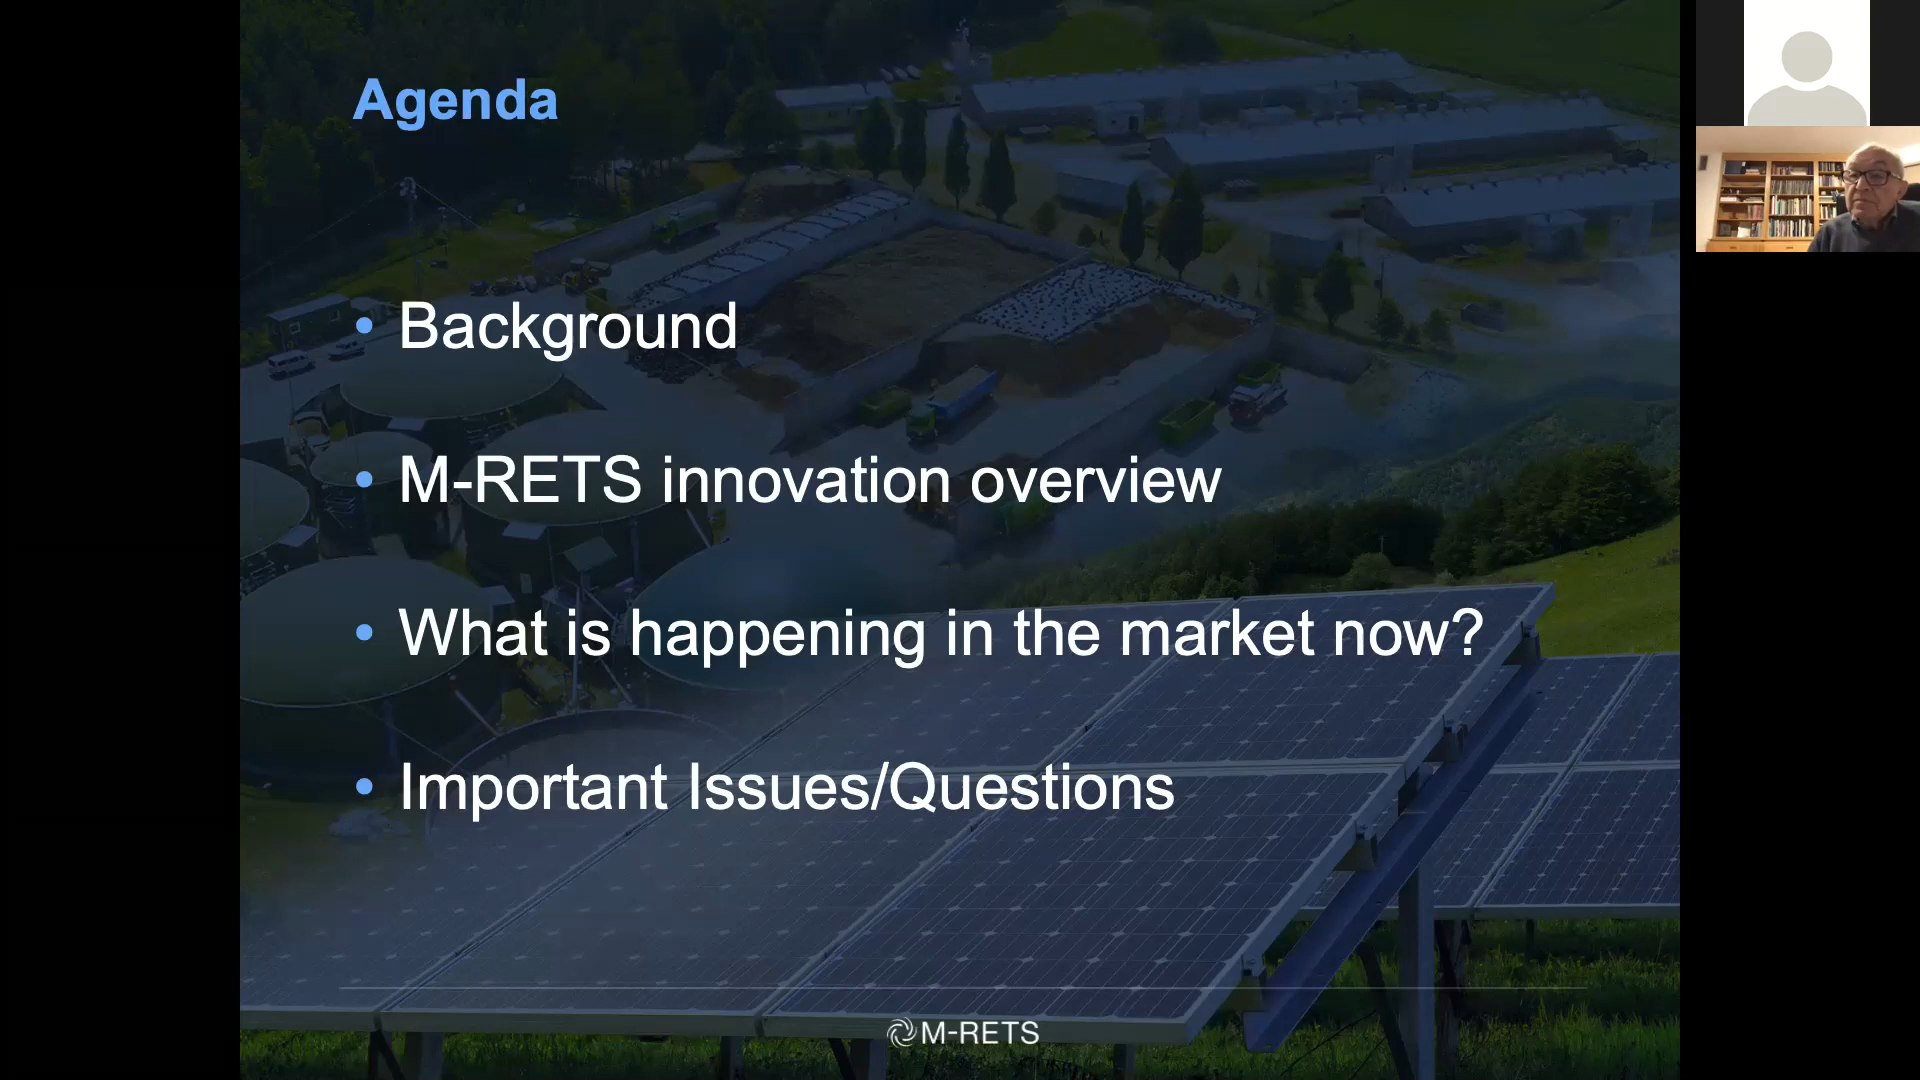 Agenda
• Background
• M-RETS innovation overview
• What is happening in the market now?
• Important Issues/Questions
M-RETS